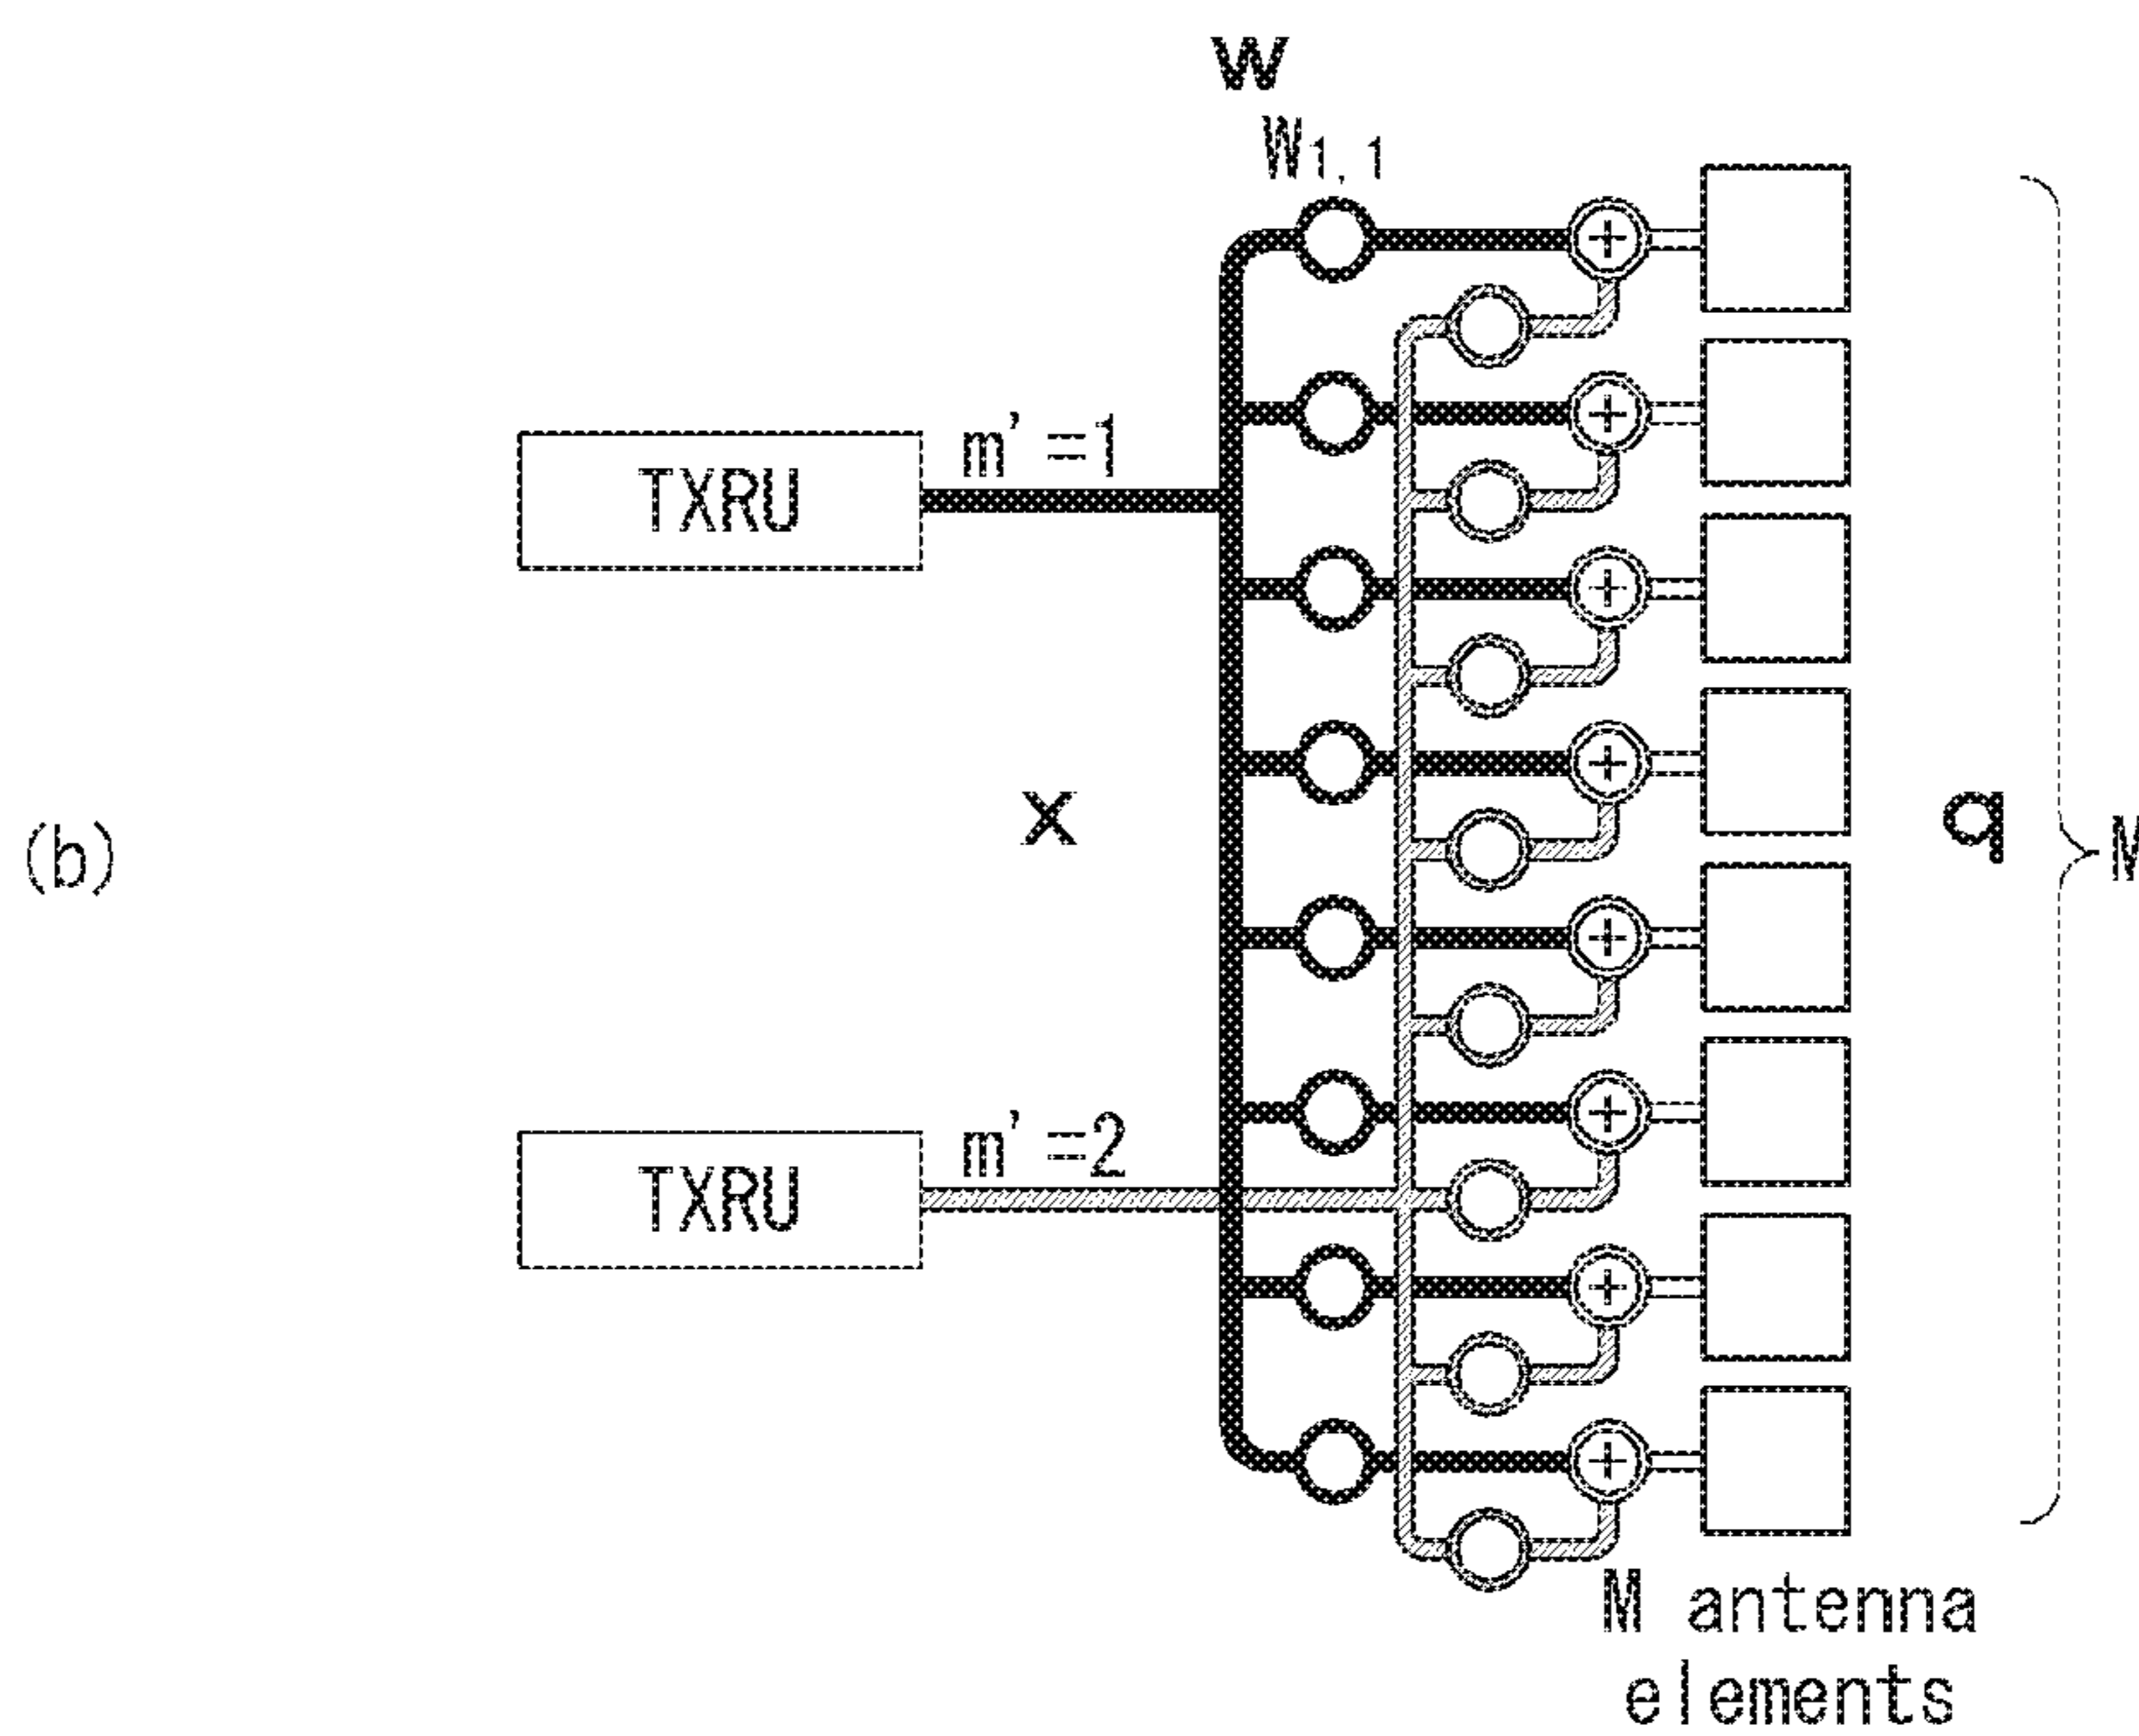 W
W1,1
m'=1
TXRU
x
q
M
(b)
m'=2
TXRU
M antenna
elements